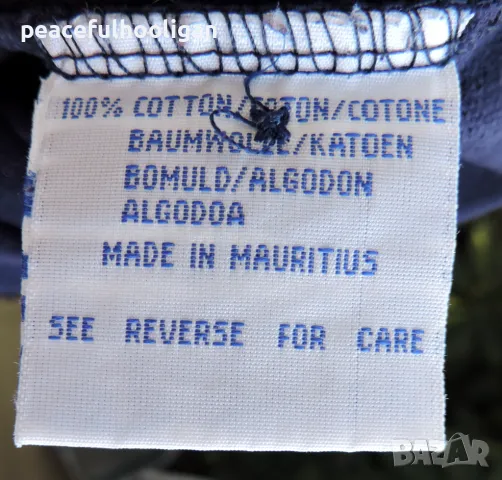 peacefulhooligan
100% COTTON/COTON/COTONE
BAUMWOLLE/KATOEN
BOMULD/ALGODON
ALGODOA
MADE IN MAURITIUS
SEE REVERSE FOR CARE
BAZAR